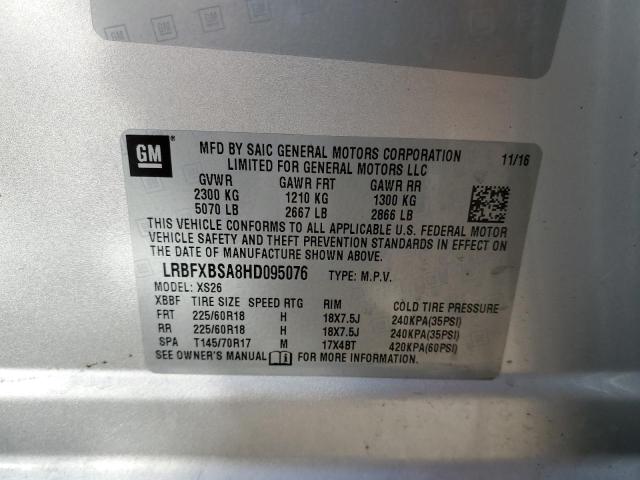 GM
MFD BY SAIC GENERAL MOTORS CORPORATION
LIMITED FOR GENERAL MOTORS LLC
11/16
GVWR GAWR FRT GAWR RR
2300 KG 1210 KG 1300 KG
5070 LB 2667 LB 2866 LB
THIS VEHICLE CONFORMS TO ALL APPLICABLE U.S. FEDERAL MOTOR
VEHICLE SAFETY AND THEFT PREVENTION STANDARDS IN EFFECT ON
THE DATE OF MANUFACTURE SHOWN ABOVE.
LRBFXBSA8HD095076 TYPE: M.P.V.
MODEL: XS26
XBBF TIRE SIZE SPEED RTG RIM COLD TIRE PRESSURE
FRT 225/60R18 H 18X7.5J 240KPA(35PSI)
RR 225/60R18 H 18X7.5J 240KPA(35PSI)
SPA T145/70R17 M 17X4BT 420KPA(60PSI)
SEE OWNER'S MANUAL FOR MORE INFORMATION.